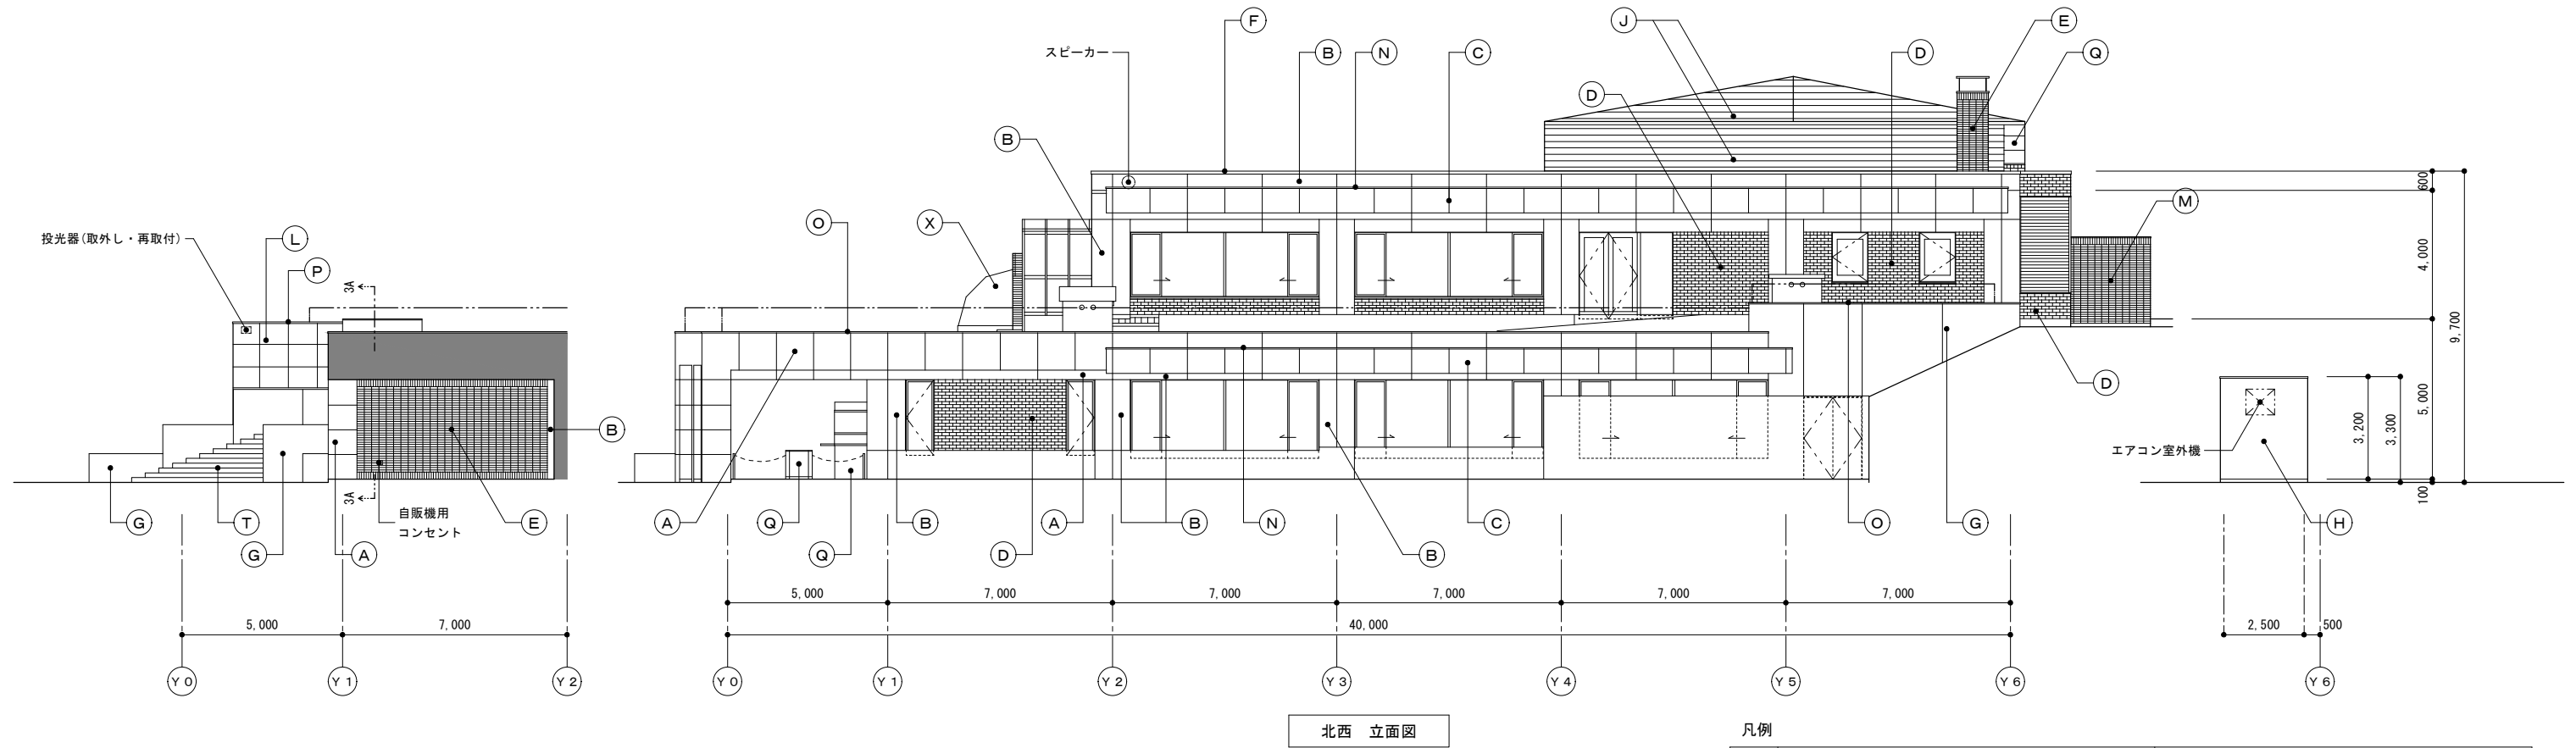 F
J
E
スピーカー
B
N
C
D
Q
D
B
600
M
X
O
投光器(取外し・再取付)
L
P
3A
4,000
9,700
D
B
5,000
3,200
3,300
エアコン室外機
3A
100
G
T
自販機用
コンセント
E
A
Q
B
A
B
N
C
O
G
H
G
A
Q
D
B
5,000
7,000
7,000
7,000
7,000
7,000
5,000
7,000
40,000
2,500
500
Y0
Y1
Y2
Y0
Y1
Y2
Y3
Y4
Y5
Y6
Y6
北西 立面図
凡例